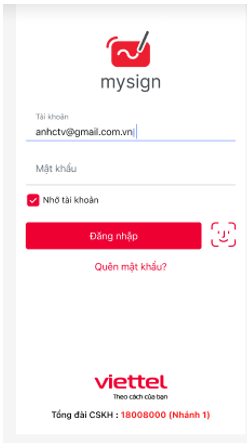 mysign
Tài khoản
anhctv@gmail.com.vn
Mật khẩu
Nhớ tài khoản
Đăng nhập
Quên mật khẩu?
viettel
Theo cách của bạn
Tổng đài CSKH : 18008000 (Nhánh 1)